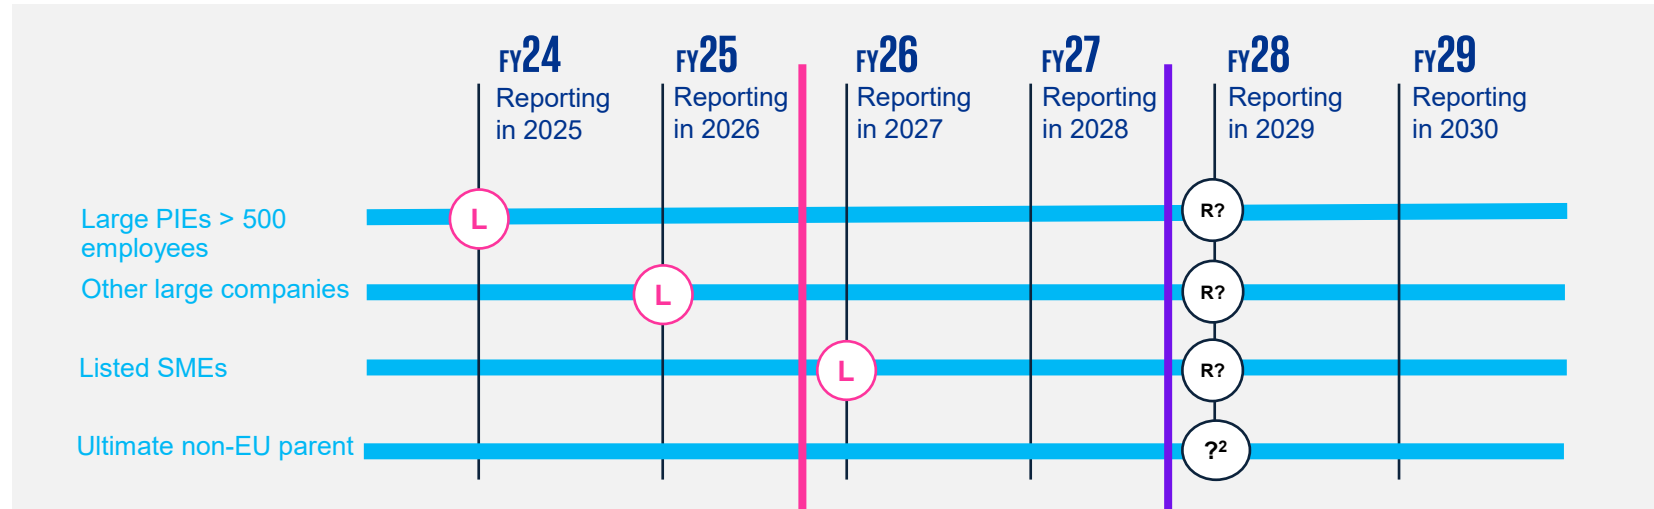 FY24
Reporting
in 2025
FY25
Reporting
in 2026
FY26
Reporting
in 2027
FY27
Reporting
in 2028
FY28
Reporting
in 2029
FY29
Reporting
in 2030
Large PIEs > 500
employees
L
R?
Other large companies
L
R?
Listed SMEs
L
R?
Ultimate non-EU parent
?²